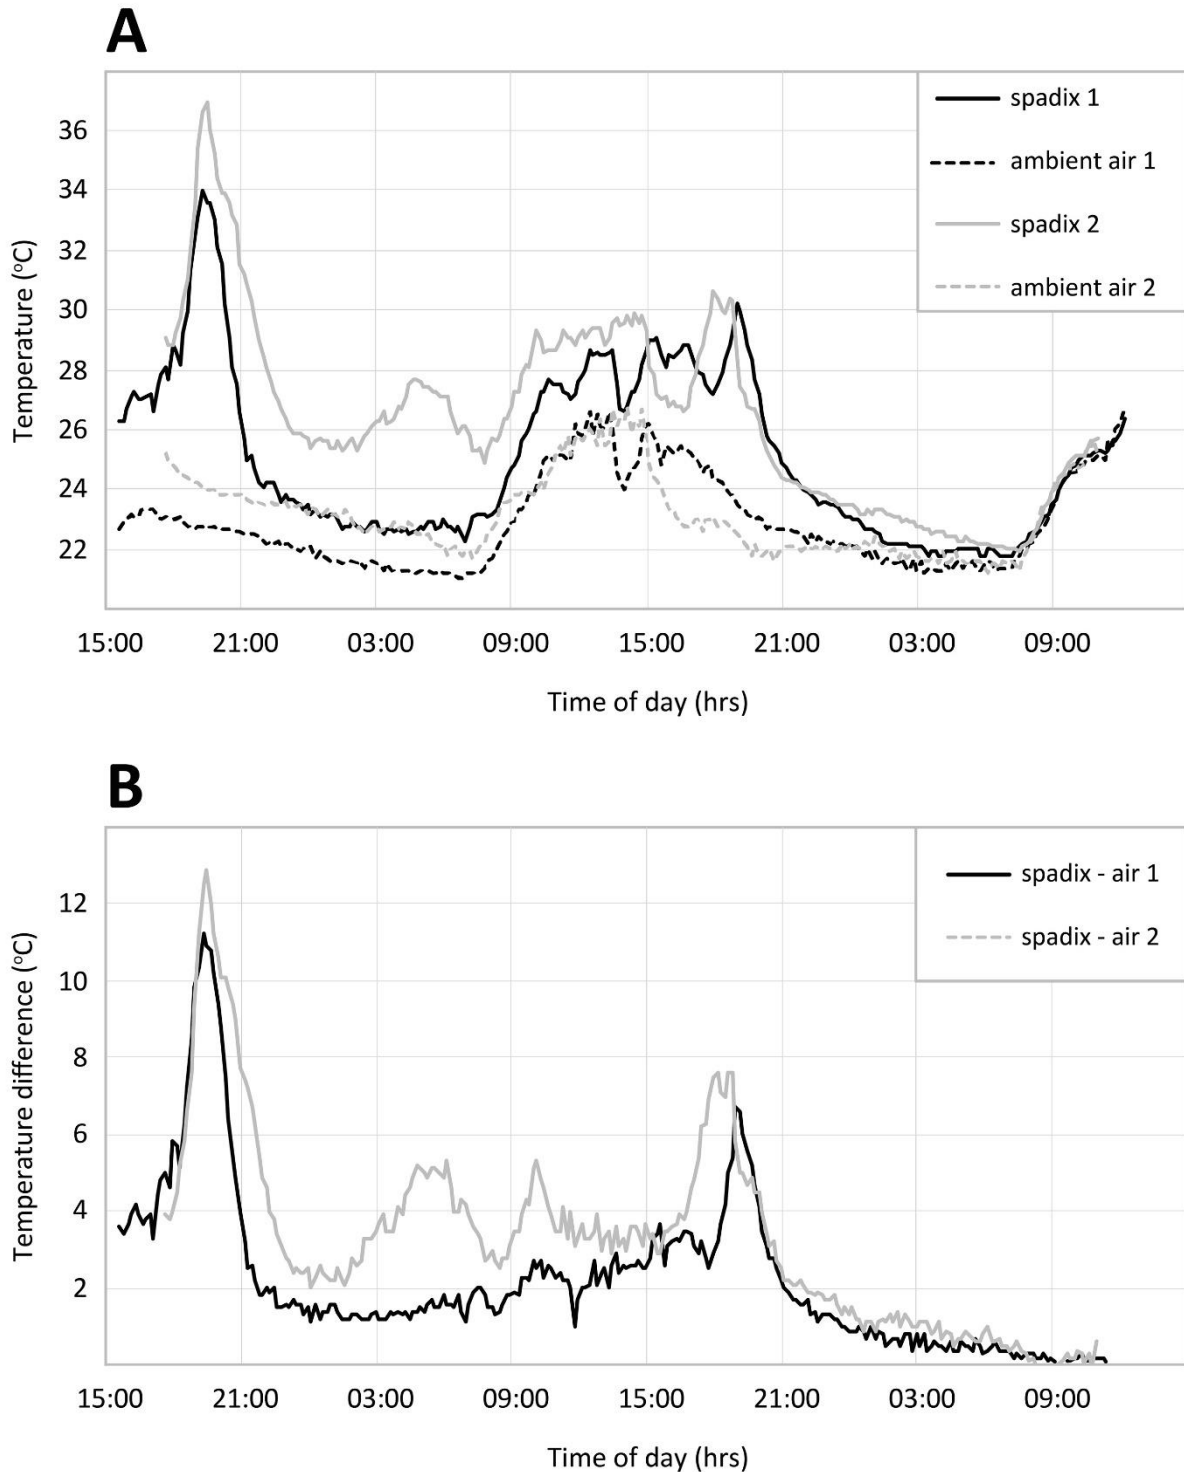 A
36
34
32
30
28
26
24
22
Temperature (°C)
spadix 1
ambient air 1
spadix 2
ambient air 2
15:00 21:00 03:00 09:00 15:00 21:00 03:00 09:00
Time of day (hrs)
B
12
10
8
6
4
2
Temperature difference (°C)
spadix - air 1
spadix - air 2
15:00 21:00 03:00 09:00 15:00 21:00 03:00 09:00
Time of day (hrs)